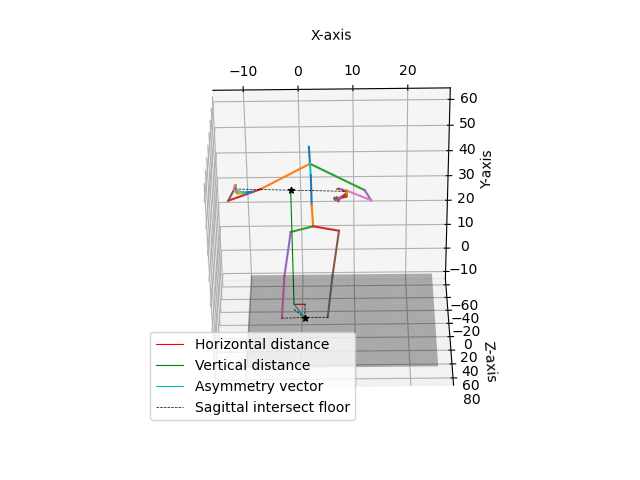 X-axis
−10 0 10 20
60
50
40
30
20
10
0
−10
Y-axis
−60
−40
−20
0
20
40
60
80
Z-axis
Horizontal distance
Vertical distance
Asymmetry vector
Sagittal intersect floor